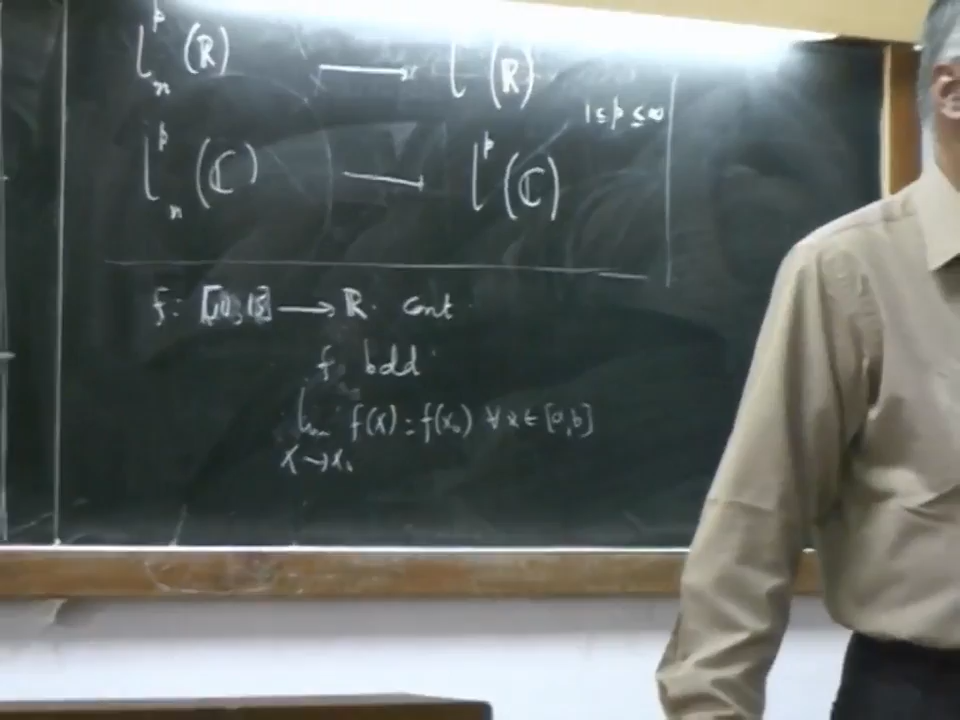 l^p_n (ℝ) ⟶ l (ℝ)
1 ≤ p ≤ ∞
l^p_n (ℂ) ⟶ l^p (ℂ)
f: ⟶ ℝ. cont.
f bdd
lim f(x) = f(x₀) ∀ x ∈ [a,b]
x → x₀